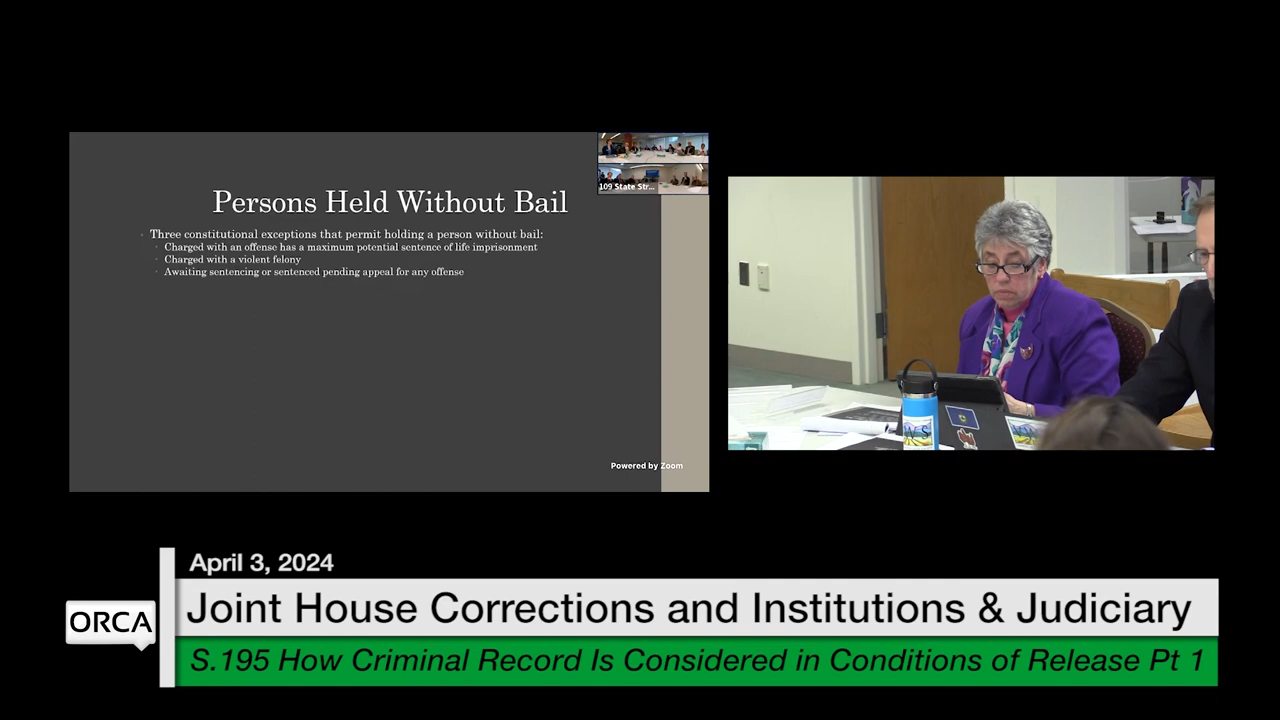 109 State Str...
Persons Held Without Bail
Three constitutional exceptions that permit holding a person without bail:
Charged with an offense has a maximum potential sentence of life imprisonment
Charged with a violent felony
Awaiting sentencing or sentenced pending appeal for any offense
Powered by Zoom
April 3, 2024
ORCA
Joint House Corrections and Institutions & Judiciary
S.195 How Criminal Record Is Considered in Conditions of Release Pt 1